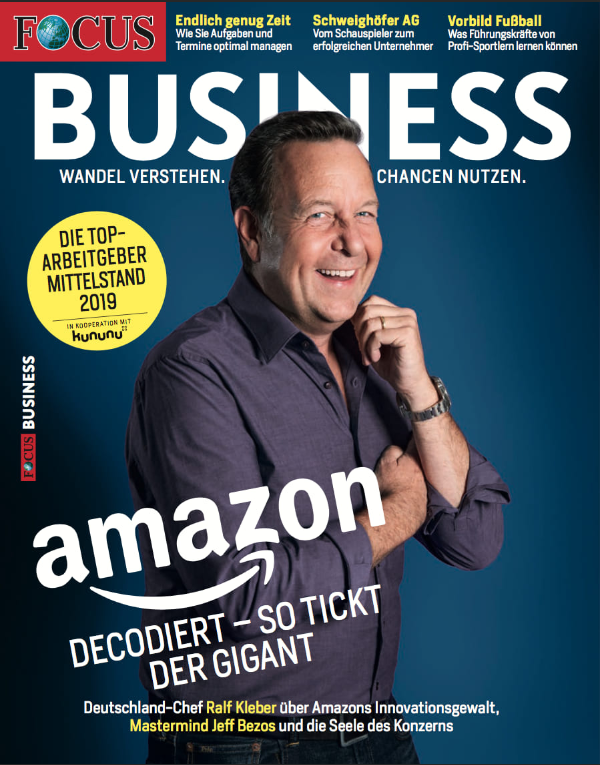 FOCUS
Endlich genug Zeit
Wie Sie Aufgaben und
Termine optimal managen
Schweighöfer AG
Vom Schauspieler zum
erfolgreichen Unternehmer
Vorbild Fußball
Was Führungskräfte von
Profi-Sportlern lernen können
BUSINESS
WANDEL VERSTEHEN. CHANCEN NUTZEN.
DIE TOP-
ARBEITGEBER
MITTELSTAND
2019
IN KOOPERATION MIT
kununu
FOCUS BUSINESS
amazon
DECODIERT – SO TICKT
DER GIGANT
Deutschland-Chef Ralf Kleber über Amazons Innovationsgewalt,
Mastermind Jeff Bezos und die Seele des Konzerns